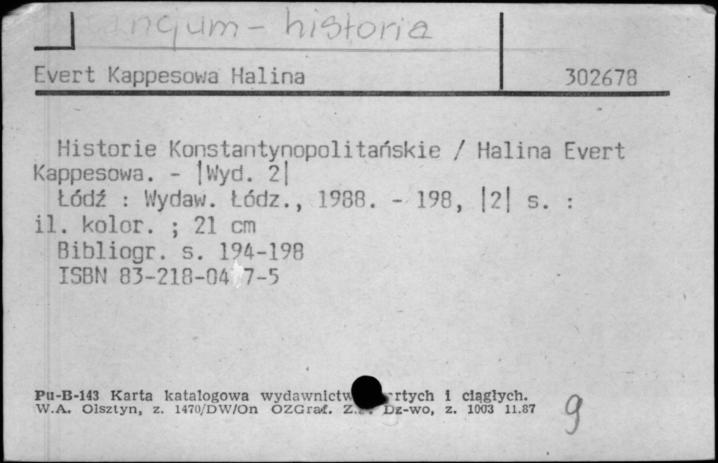 - historia
Evert Kappesowa Halina 302678
Historie Konstantynopolitańskie / Halina Evert
Kappesowa. - |Wyd. 2|
Łódź : Wydaw. Łódz., 1988. - 198, |2| s. :
il. kolor. ; 21 cm
Bibliogr. s. 194-198
ISBN
Pu-B-143 Karta katalogowa i ciągłych.
W.A. Olsztyn, z. 1470/DW/On OZGraf. Dz-wo, z. 1003 11.87
9